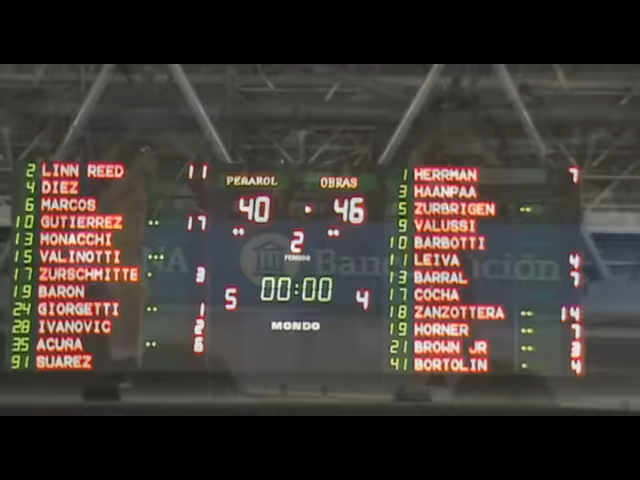 2 LINN REED 11
4 DIEZ
6 MARCOS
10 GUTIERREZ 17
13 MONACCHI
15 VALINOTTI
17 ZURSCHMITTE 3
19 BARON
24 GIORGETTI 1
28 IVANOVIC 2
35 ACUÑA 6
91 SUAREZ
PEÑAROL OBRAS
40 46
2
PERIODO
00:00
5 4
MONDO
1 HERRMAN 7
3 HAANPAA
5 ZURBRIGEN
9 VALUSSI
10 BARBOTTI
11 LEIVA 4
13 BARRAL 7
17 COCHA
18 ZANZOTTERA 14
19 HORNER 7
21 BROWN JR 3
41 BORTOLIN 4